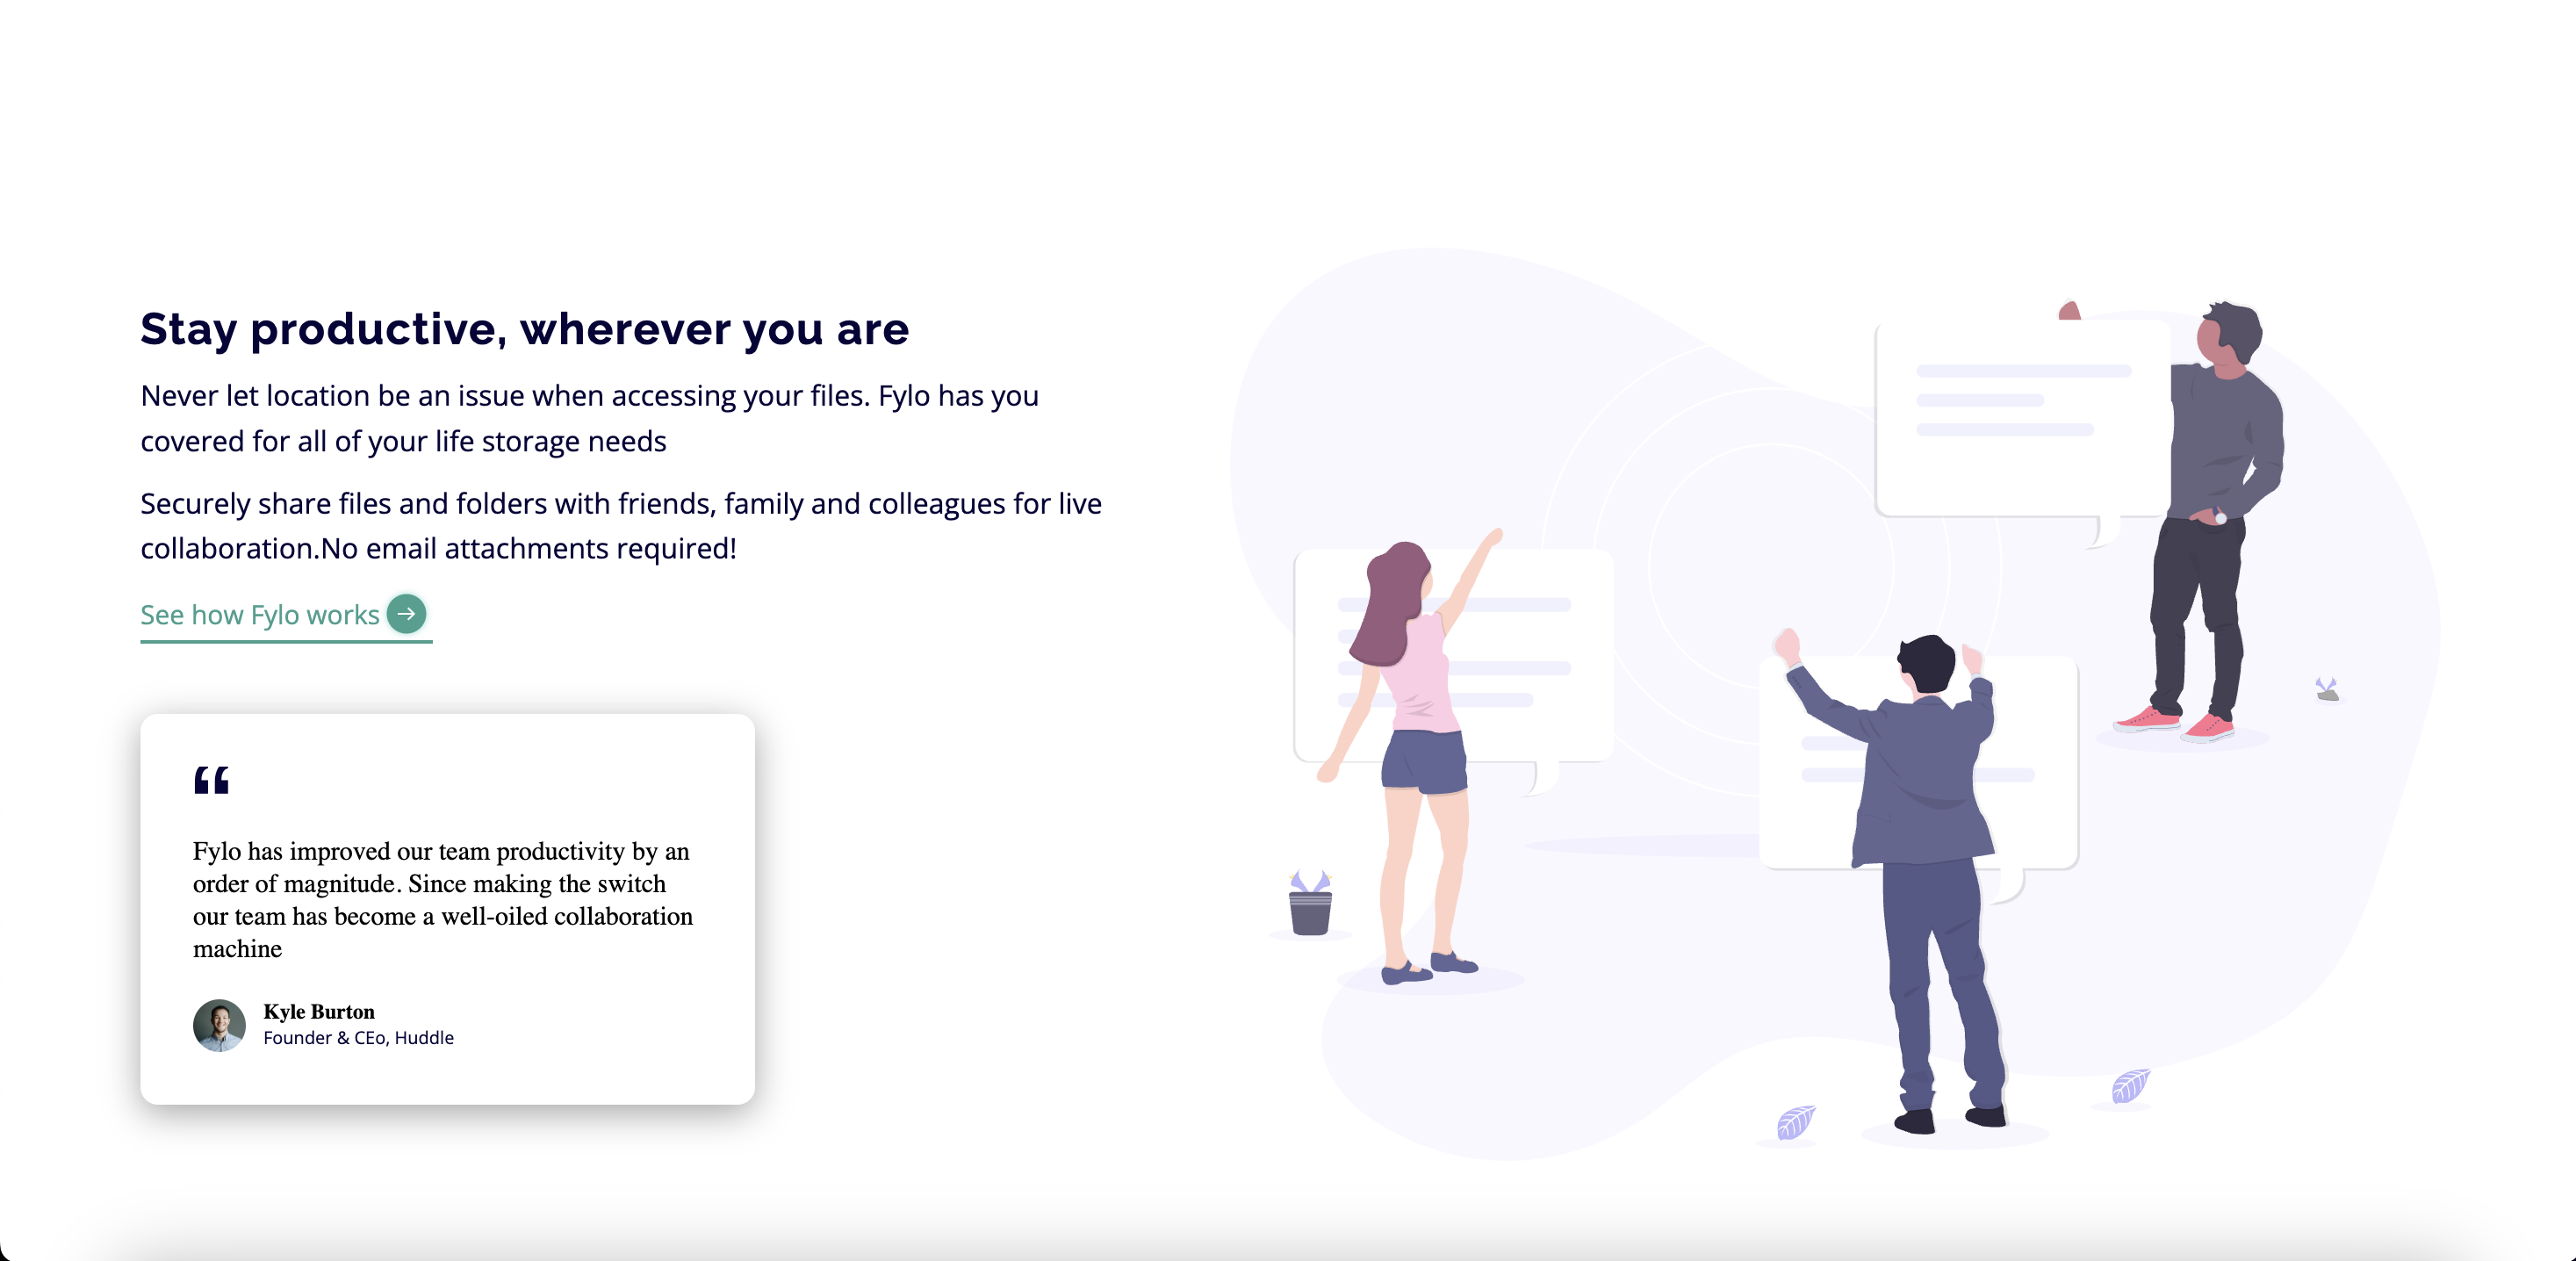 Stay productive, wherever you are
Never let location be an issue when accessing your files. Fylo has you
covered for all of your life storage needs
Securely share files and folders with friends, family and colleagues for live
collaboration.No email attachments required!
See how Fylo works
“
Fylo has improved our team productivity by an
order of magnitude. Since making the switch
our team has become a well-oiled collaboration
machine
Kyle Burton
Founder & CEo, Huddle